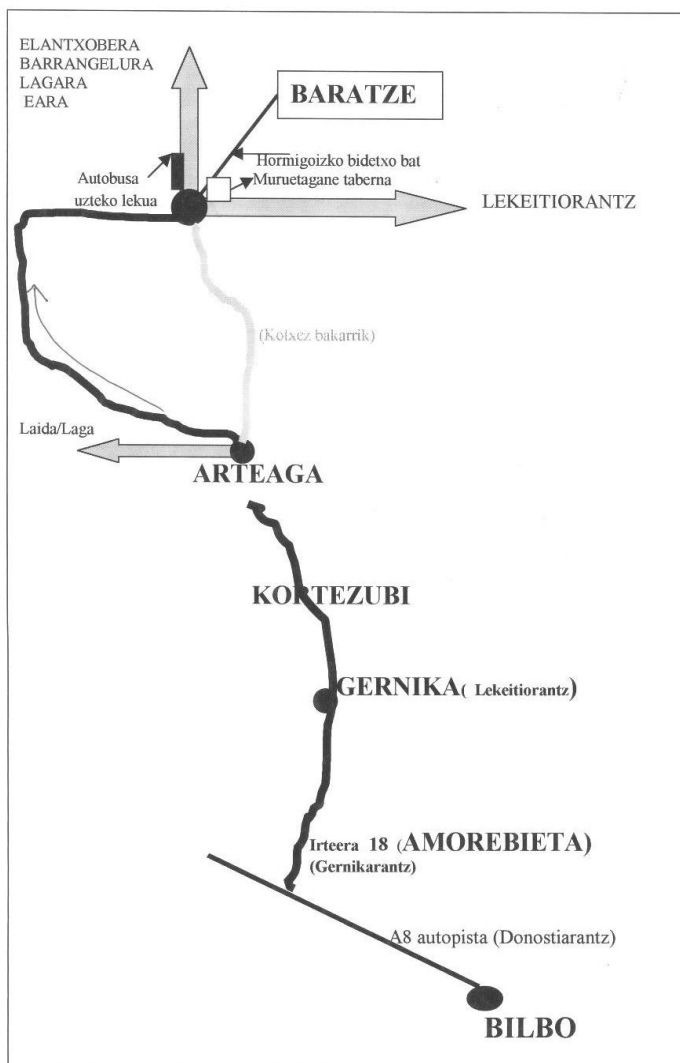 ELANTXOBERA
BARRANGELURA
LAGARA
EARA
BARATZE
Hormigoizko bidetxo bat
Autobusa
uzteko lekua
Muruetagane taberna
LEKEITIORANTZ
(Kotxez bakarrik)
Laida/Laga
ARTEAGA
KORTEZUBI
GERNIKA( Lekeitiorantz)
Irteera 18 (AMOREBIETA)
(Gernikarantz)
A8 autopista (Donostiarantz)
BILBO